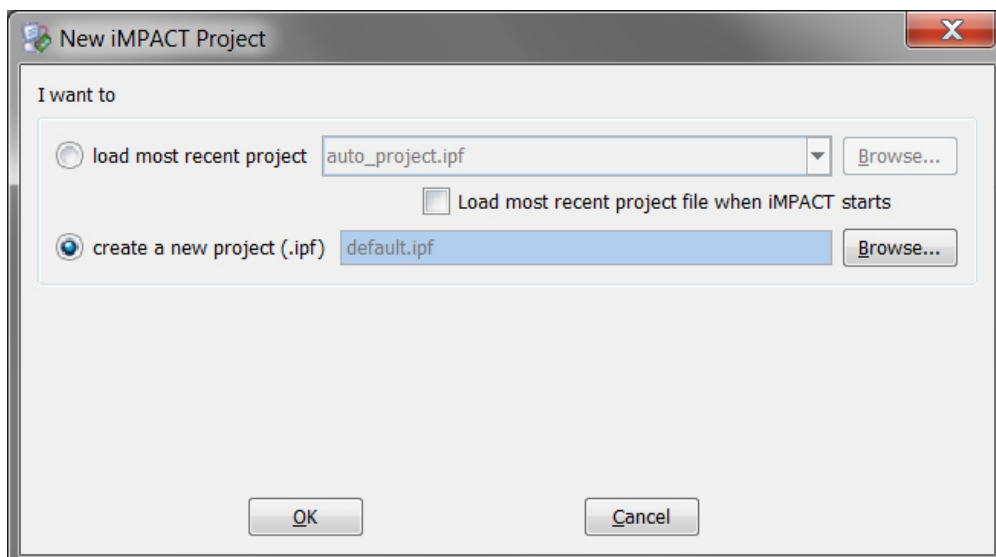 New iMPACT Project
I want to
load most recent project auto_project.ipf Browse...
Load most recent project file when iMPACT starts
create a new project (.ipf) default.ipf Browse...
OK Cancel